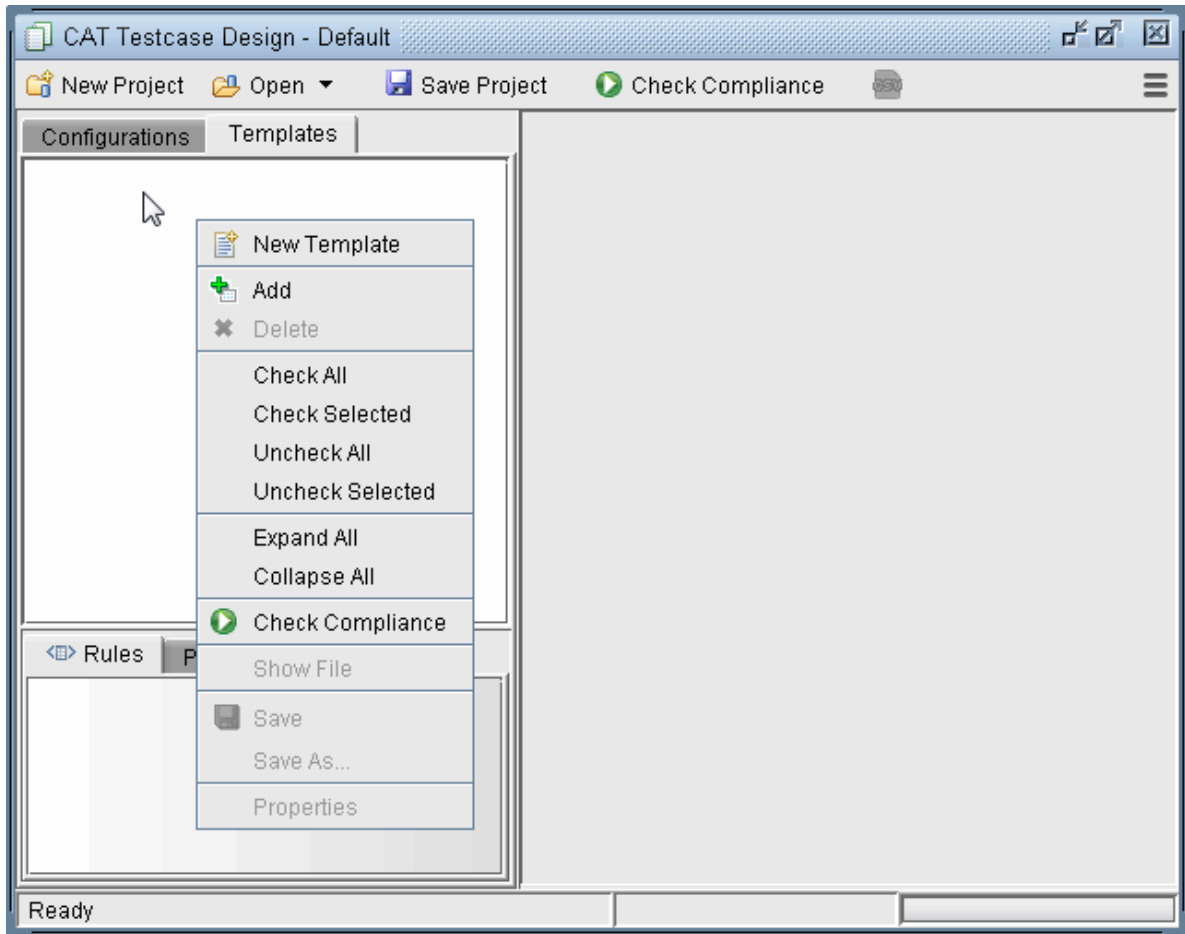 CAT Testcase Design - Default
New Project Open Save Project Check Compliance
Configurations Templates
New Template
Add
Delete
Check All
Check Selected
Uncheck All
Uncheck Selected
Expand All
Collapse All
Check Compliance
Rules P
Show File
Save
Save As...
Properties
Ready